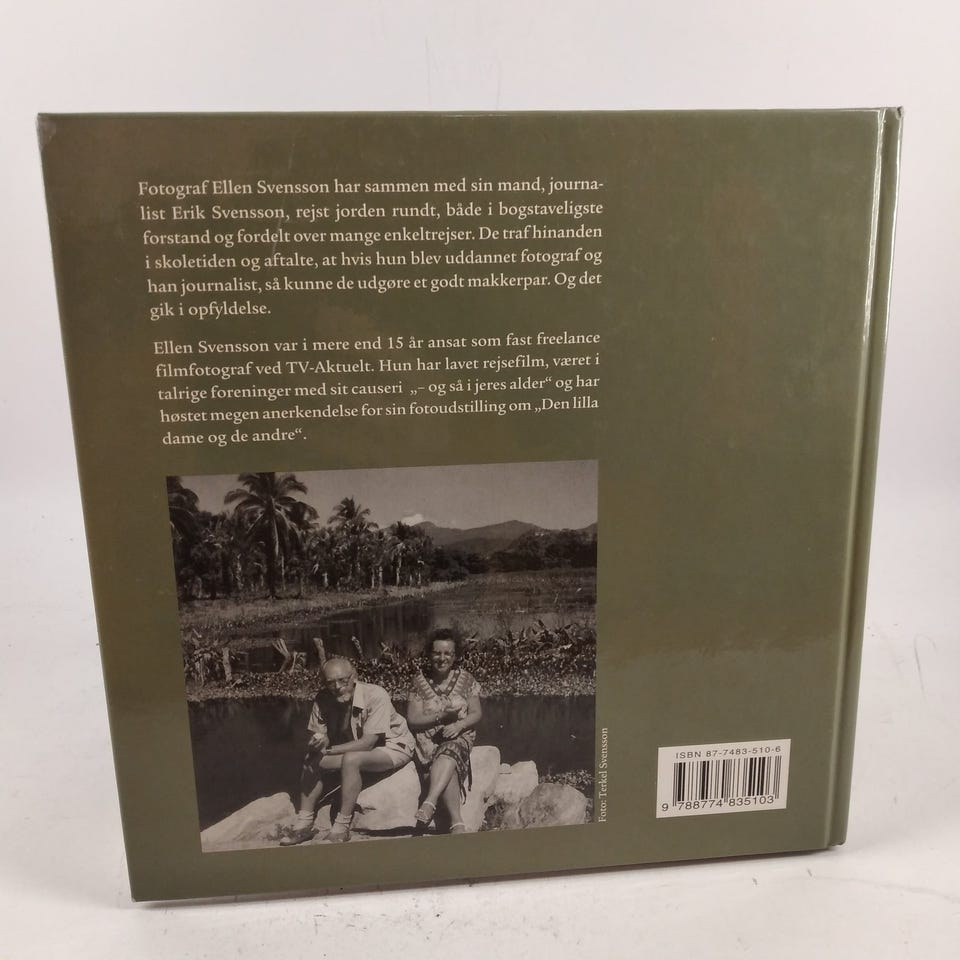 Fotograf Ellen Svensson har sammen med sin mand, journa-
list Erik Svensson, rejst jorden rundt, både i bogstaveligste
forstand og fordelt over mange enkeltrejser. De traf hinanden
i skoletiden og aftalte, at hvis hun blev uddannet fotograf og
han journalist, så kunne de udgøre et godt makkerpar. Og det
gik i opfyldelse.
Ellen Svensson var i mere end 15 år ansat som fast freelance
filmfotograf ved TV-Aktuelt. Hun har lavet rejsefilm, været i
talrige foreninger med sit causeri „– og så i jeres alder“ og har
høstet megen anerkendelse for sin fotoudstilling om „Den lilla
dame og de andre“.
Foto: Terkel Svensson
ISBN 87-7483-510-6
9 788774 835103